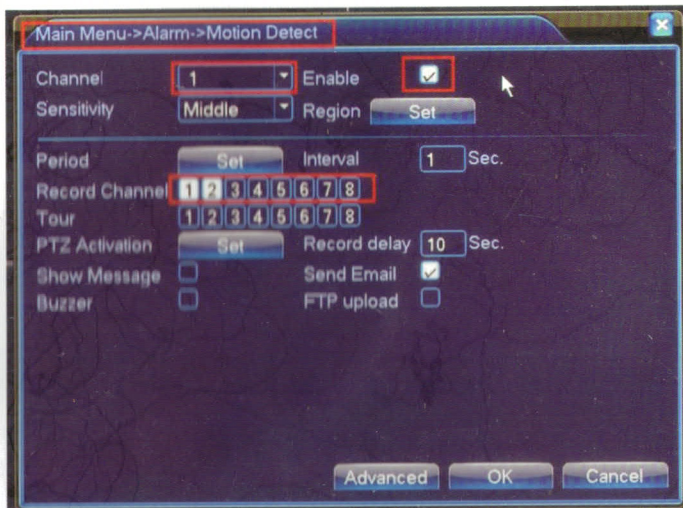 Main Menu->Alarm->Motion Detect
Channel 1 Enable
Sensitivity Middle Region Set
Period Set Interval 1 Sec.
Record Channel 1 2 3 4 5 6 7 8
Tour 1 2 3 4 5 6 7 8
PTZ Activation Set Record delay 10 Sec.
Show Message Send Email
Buzzer FTP upload
Advanced OK Cancel